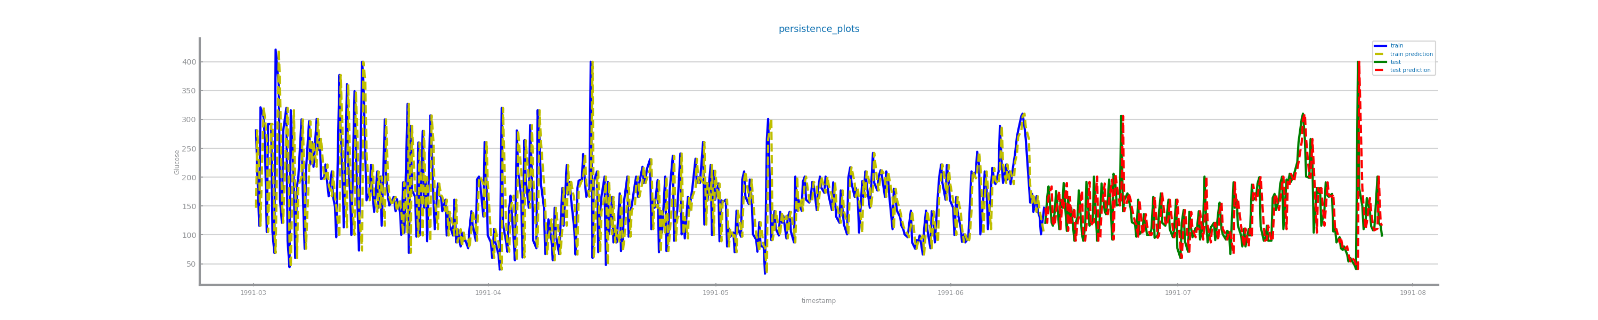 persistence_plots
train
train prediction
test
test prediction
400
350
300
250
200
150
100
50
Glucose
1991-03
1991-04
1991-05
1991-06
1991-07
1991-08
timestamp